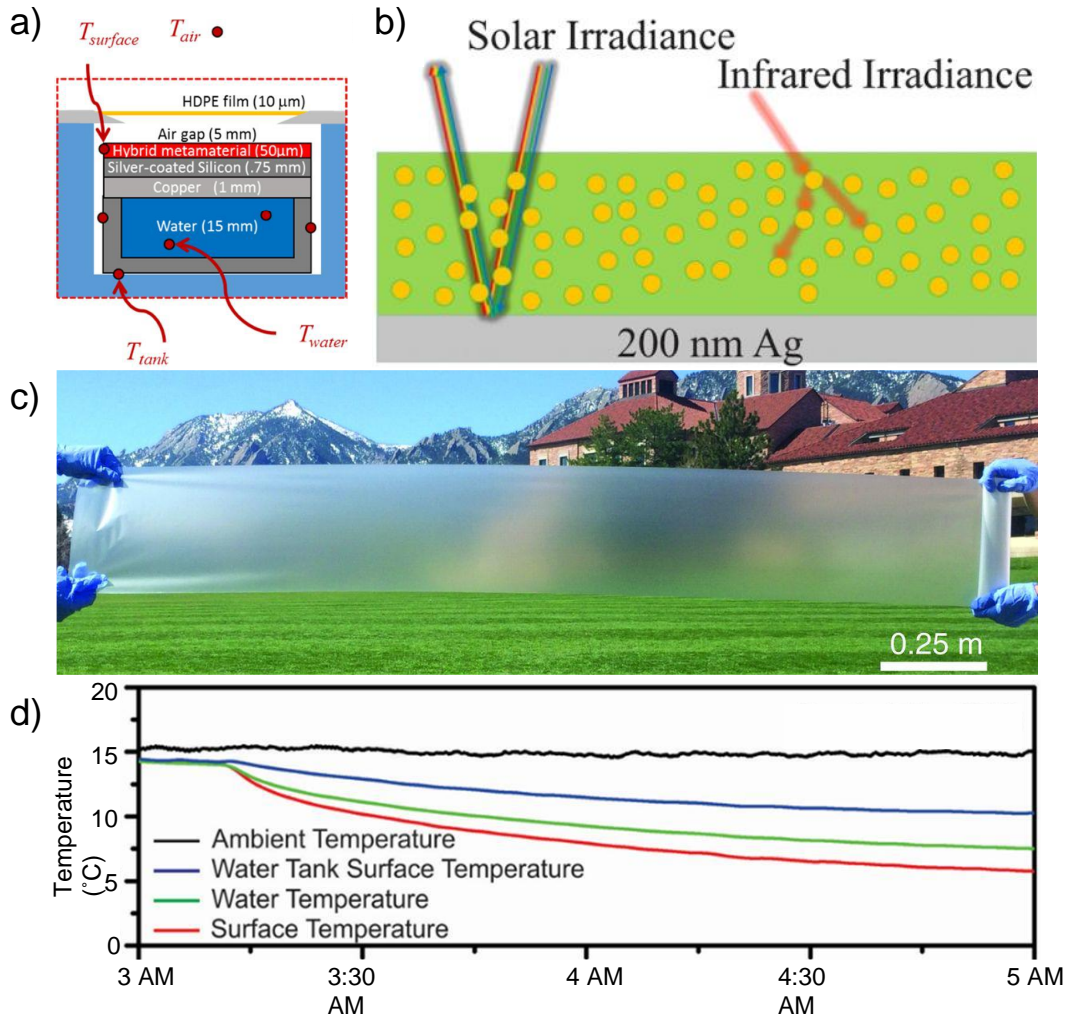 a)
T_surface
T_air
HDPE film (10 μm)
Air gap (5 mm)
Hybrid metamaterial (50μm)
Silver-coated Silicon (.75 mm)
Copper (1 mm)
Water (15 mm)
T_tank
T_water
b)
Solar Irradiance
Infrared Irradiance
200 nm Ag
c)
0.25 m
d)
Temperature
(˚C)
20
15
10
5
0
Ambient Temperature
Water Tank Surface Temperature
Water Temperature
Surface Temperature
3 AM
3:30
AM
4 AM
4:30
AM
5 AM